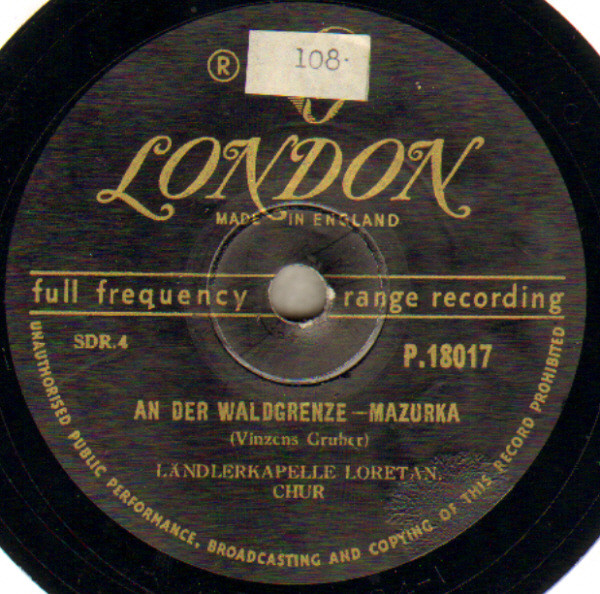 ® 108.
LONDON
MADE IN ENGLAND
full frequency range recording
SDR.4 P.18017
AN DER WALDGRENZE – MAZURKA
(Vinzens Gruber)
LÄNDLERKAPELLE LORETAN,
CHUR
UNAUTHORISED PUBLIC PERFORMANCE, BROADCASTING AND COPYING OF THIS RECORD PROHIBITED